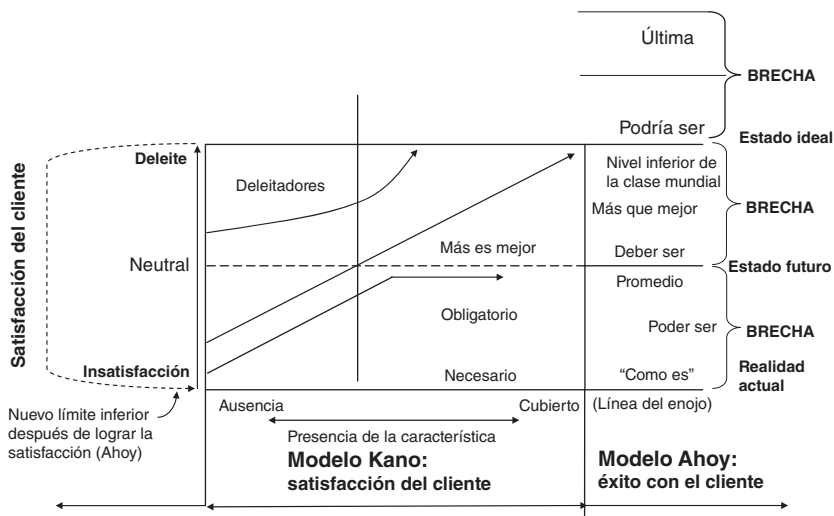 Última
BRECHA
Podría ser
Estado ideal
Satisfacción del cliente
Deleite
Deleitadores
Nivel inferior de
la clase mundial
Más que mejor
BRECHA
Neutral
Más es mejor
Deber ser
Estado futuro
Promedio
Obligatorio
Poder ser
BRECHA
Insatisfacción
Necesario
“Como es”
Realidad
actual
Nuevo límite inferior
después de lograr la
satisfacción (Ahoy)
Ausencia
Cubierto
(Línea del enojo)
Presencia de la característica
Modelo Kano:
satisfacción del cliente
Modelo Ahoy:
éxito con el cliente